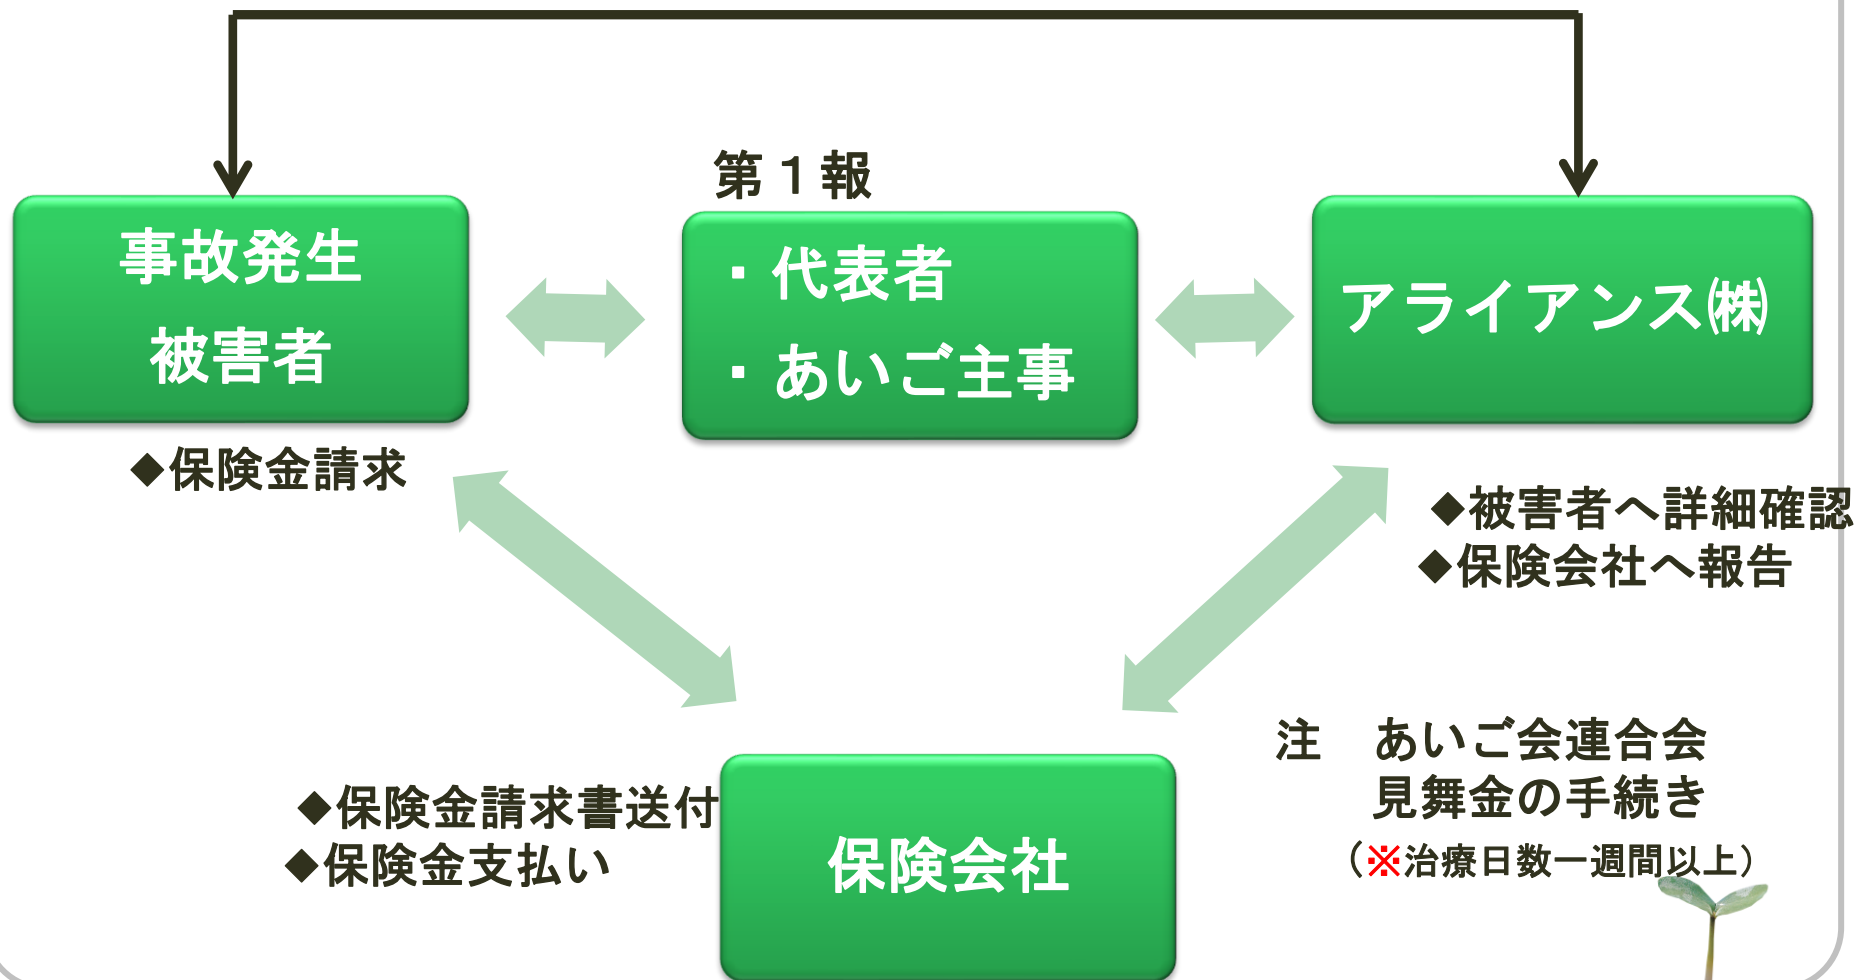 第１報
事故発生
被害者
・代表者
・あいご主事
アライアンス㈱
◆保険金請求
◆被害者へ詳細確認
◆保険会社へ報告
◆保険金請求書送付
◆保険金支払い
保険会社
注　あいご会連合会
見舞金の手続き
（※治療日数一週間以上）